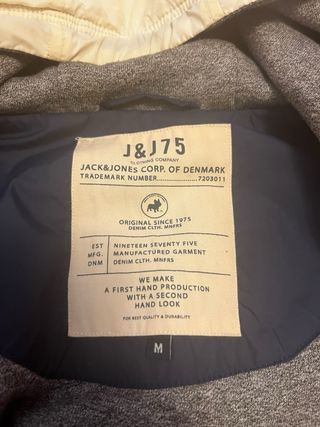 J&J75
CLOTHING COMPANY
JACK&JONES CORP. OF DENMARK
TRADEMARK NUMBER..............7203011
ORIGINAL SINCE 1975
DENIM CLTH. MNFRS
EST NINETEEN SEVENTY FIVE
MFG. MANUFACTURED GARMENT
DNM DENIM CLTH. MNFRS
WE MAKE
A FIRST HAND PRODUCTION
WITH A SECOND
HAND LOOK
FOR BEST QUALITY & DURABILITY
M